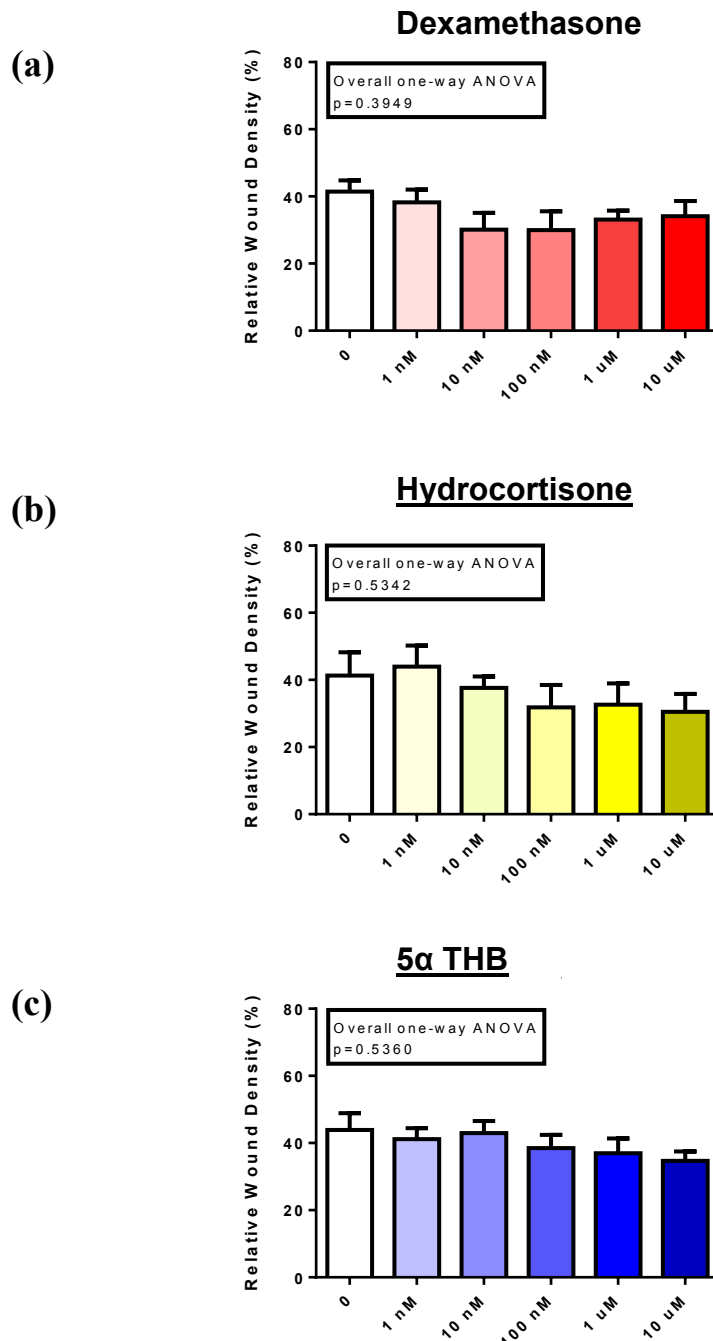 Dexamethasone
(a)
Relative Wound Density (%)
80
60
40
20
0
Overall one-way ANOVA
p=0.3949
0
1 nM
10 nM
100 nM
1 uM
10 uM
Hydrocortisone
(b)
Relative Wound Density (%)
80
60
40
20
0
Overall one-way ANOVA
p=0.5342
0
1 nM
10 nM
100 nM
1 uM
10 uM
5α THB
(c)
Relative Wound Density (%)
80
60
40
20
0
Overall one-way ANOVA
p=0.5360
0
1 nM
10 nM
100 nM
1 uM
10 uM